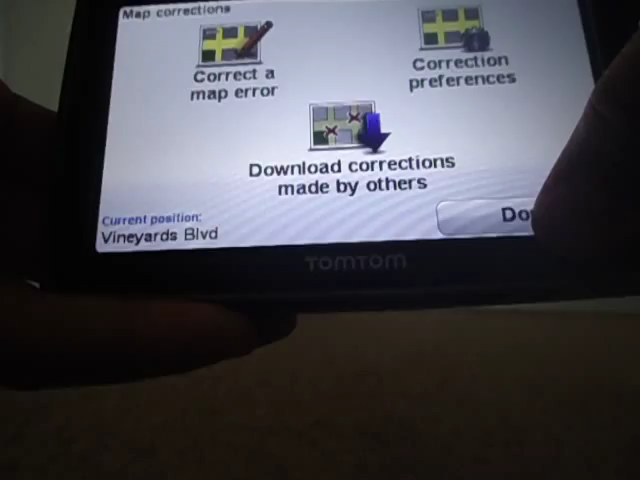 Map corrections
Correct a
map error
Correction
preferences
Download corrections
made by others
Current position:
Vineyards Blvd
TOMTOM